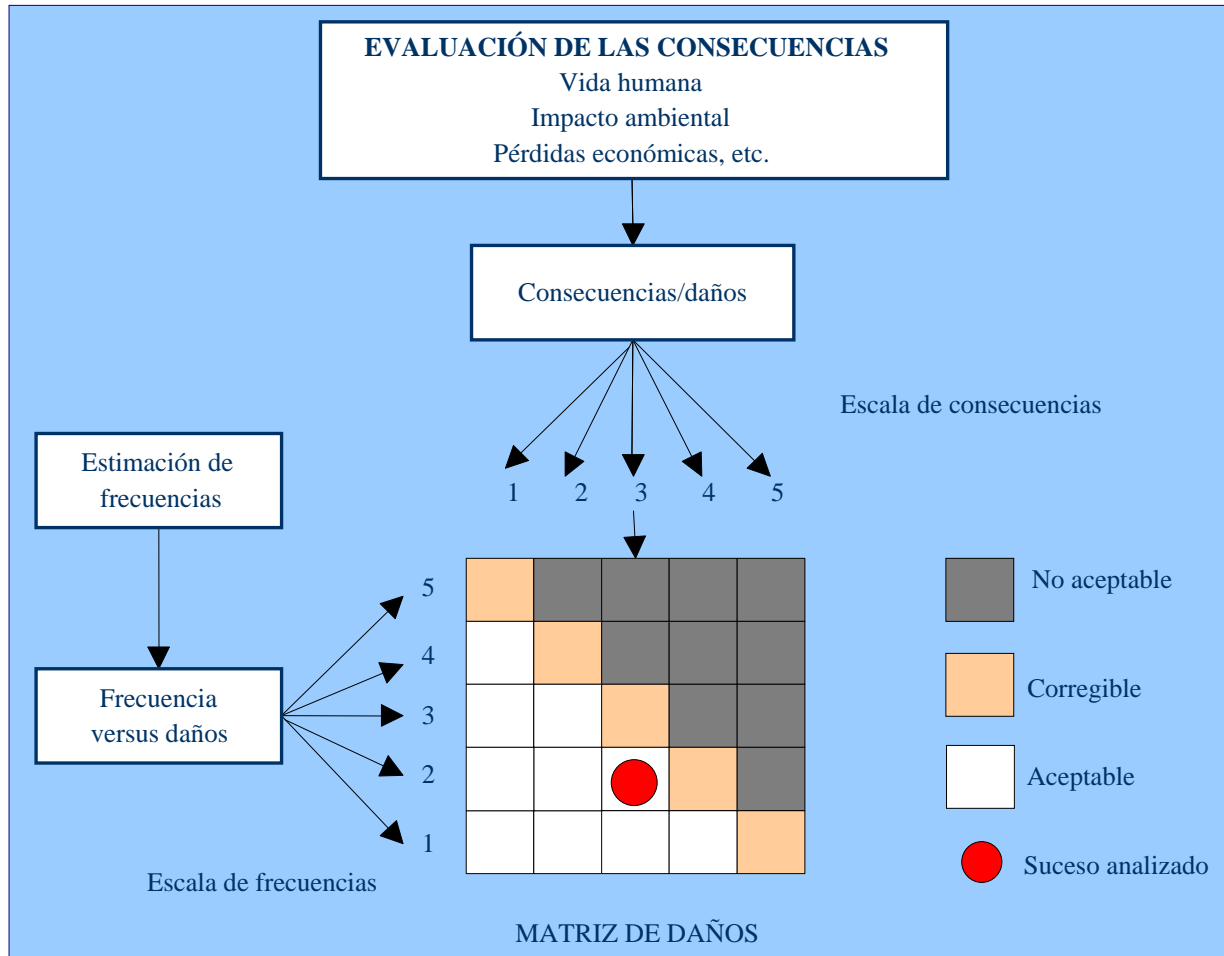 EVALUACIÓN DE LAS CONSECUENCIAS
Vida humana
Impacto ambiental
Pérdidas económicas, etc.
Consecuencias/daños
Escala de consecuencias
1 2 3 4 5
Estimación de
frecuencias
Frecuencia
versus daños
5
4
3
2
1
Escala de frecuencias
No aceptable
Corregible
Aceptable
Suceso analizado
MATRIZ DE DAÑOS